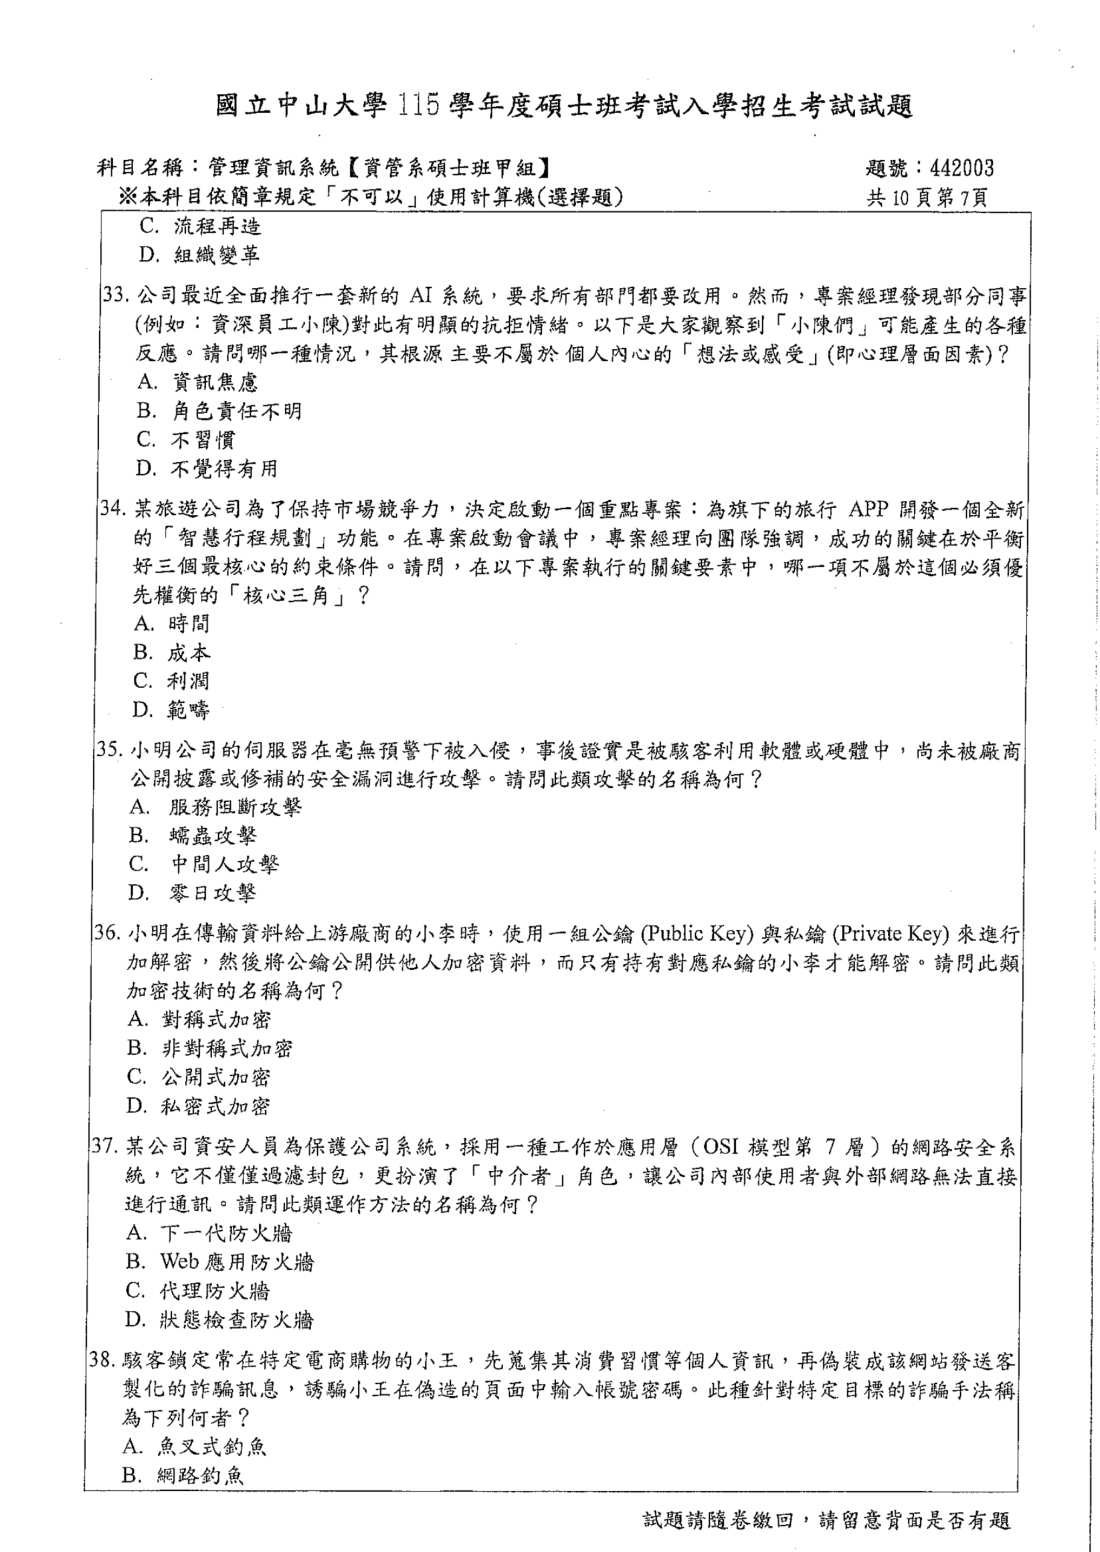 國立中山大學 115 學年度碩士班考試入學招生考試試題
科目名稱：管理資訊系統【資管系碩士班甲組】 題號：442003
※本科目依簡章規定「不可以」使用計算機(選擇題) 共 10 頁第 7 頁
C. 流程再造
D. 組織變革
33. 公司最近全面推行一套新的 AI 系統，要求所有部門都要改用。然而，專案經理發現部分同事
(例如：資深員工小陳)對此有明顯的抗拒情緒。以下是大家觀察到「小陳們」可能產生的各種
反應。請問哪一種情況，其根源 主要不屬於 個人內心的「想法或感受」(即心理層面因素)？
A. 資訊焦慮
B. 角色責任不明
C. 不習慣
D. 不覺得有用
34. 某旅遊公司為了保持市場競爭力，決定啟動一個重點專案：為旗下的旅行 APP 開發一個全新
的「智慧行程規劃」功能。在專案啟動會議中，專案經理向團隊強調，成功的關鍵在於平衡
好三個最核心的約束條件。請問，在以下專案執行的關鍵要素中，哪一項不屬於這個必須優
先權衡的「核心三角」？
A. 時間
B. 成本
C. 利潤
D. 範疇
35. 小明公司的伺服器在毫無預警下被入侵，事後證實是被駭客利用軟體或硬體中，尚未被廠商
公開披露或修補的安全漏洞進行攻擊。請問此類攻擊的名稱為何？
A. 服務阻斷攻擊
B. 蠕蟲攻擊
C. 中間人攻擊
D. 零日攻擊
36. 小明在傳輸資料給上游廠商的小李時，使用一組公鑰 (Public Key) 與私鑰 (Private Key) 來進行
加解密，然後將公鑰公開供他人加密資料，而只有持有對應私鑰的小李才能解密。請問此類
加密技術的名稱為何？
A. 對稱式加密
B. 非對稱式加密
C. 公開式加密
D. 私密式加密
37. 某公司資安人員為保護公司系統，採用一種工作於應用層（OSI 模型第 7 層）的網路安全系
統，它不僅僅過濾封包，更扮演了「中介者」角色，讓公司內部使用者與外部網路無法直接
進行通訊。請問此類運作方法的名稱為何？
A. 下一代防火牆
B. Web 應用防火牆
C. 代理防火牆
D. 狀態檢查防火牆
38. 駭客鎖定常在特定電商購物的小王，先蒐集其消費習慣等個人資訊，再偽裝成該網站發送客
製化的詐騙訊息，誘騙小王在偽造的頁面中輸入帳號密碼。此種針對特定目標的詐騙手法稱
為下列何者？
A. 魚叉式釣魚
B. 網路釣魚
試題請隨卷繳回，請留意背面是否有題